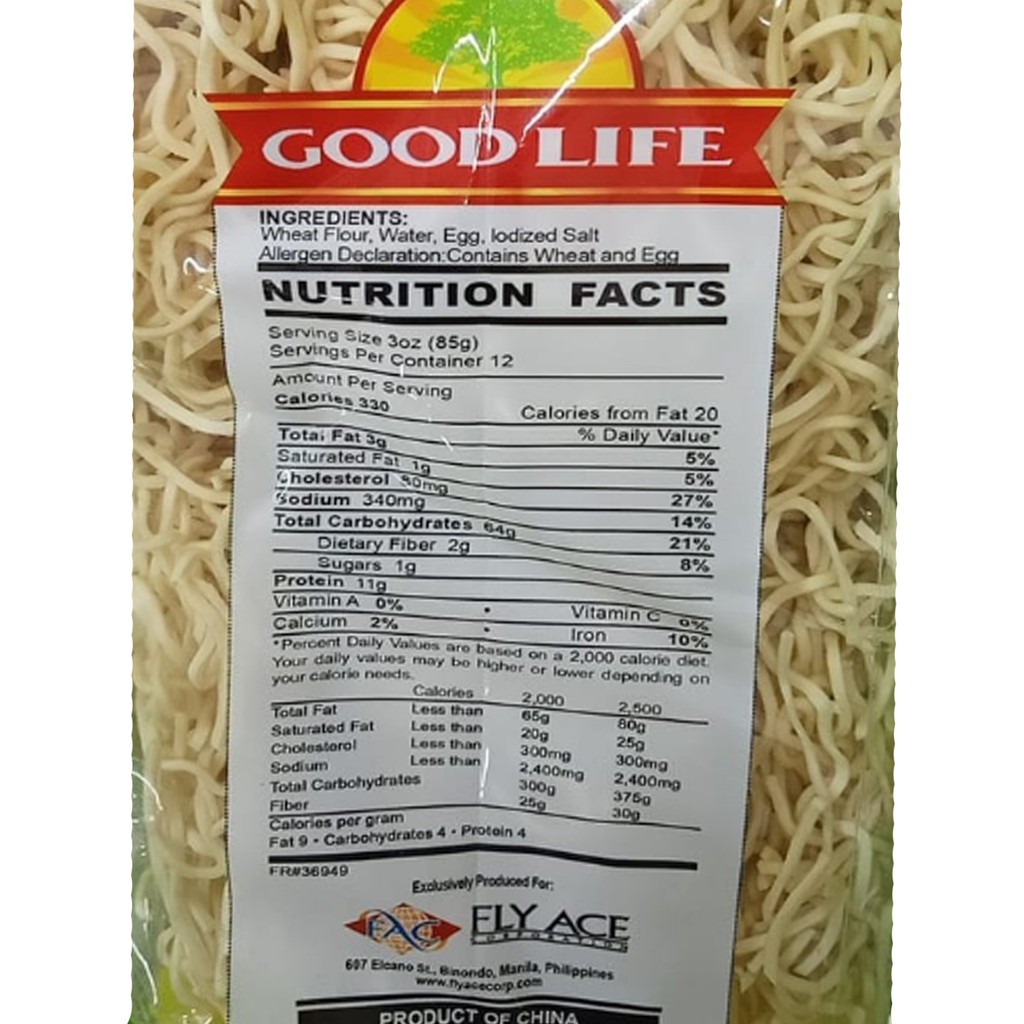 GOOD LIFE
INGREDIENTS:
Wheat Flour, Water, Egg, Iodized Salt
Allergen Declaration:Contains Wheat and Egg
NUTRITION FACTS
Serving Size 3oz (85g)
Servings Per Container 12
Amount Per Serving
Calories 330 Calories from Fat 20
% Daily Value*
Total Fat 3g 5%
Saturated Fat 1g 5%
Cholesterol 80mg 27%
Sodium 340mg 14%
Total Carbohydrates 64g 21%
Dietary Fiber 2g 8%
Sugars 1g
Protein 11g
Vitamin A 0% • Vitamin C 0%
Calcium 2% • Iron 10%
*Percent Daily Values are based on a 2,000 calorie diet.
Your daily values may be higher or lower depending on
your calorie needs.
Calories 2,000 2,500
Total Fat Less than 65g 80g
Saturated Fat Less than 20g 25g
Cholesterol Less than 300mg 300mg
Sodium Less than 2,400mg 2,400mg
Total Carbohydrates 300g 375g
Fiber 25g 30g
Calories per gram
Fat 9 • Carbohydrates 4 • Protein 4
FR#36949
Exclusively Produced For:
FAC FLY ACE
CORPORATION
607 Elcano St., Binondo, Manila, Philippines
www.flyacecorp.com
PRODUCT OF CHINA